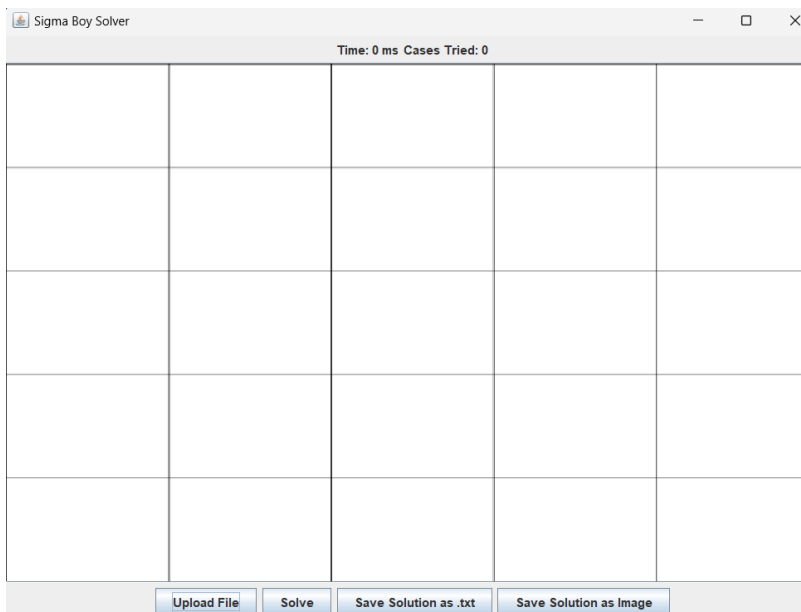 Sigma Boy Solver
Time: 0 ms Cases Tried: 0
Upload File Solve Save Solution as .txt Save Solution as Image